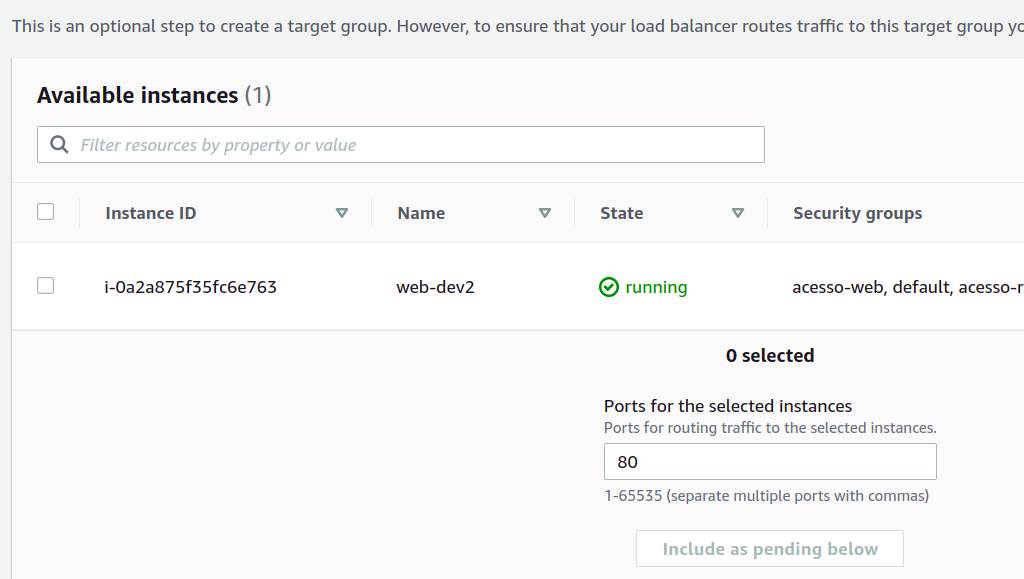 This is an optional step to create a target group. However, to ensure that your load balancer routes traffic to this target group
Available instances (1)
Filter resources by property or value
Instance ID Name State Security groups
i-0a2a875f35fc6e763 web-dev2 running acesso-web, default,
0 selected
Ports for the selected instances
Ports for routing traffic to the selected instances.
80
1-65535 (separate multiple ports with commas)
Include as pending below